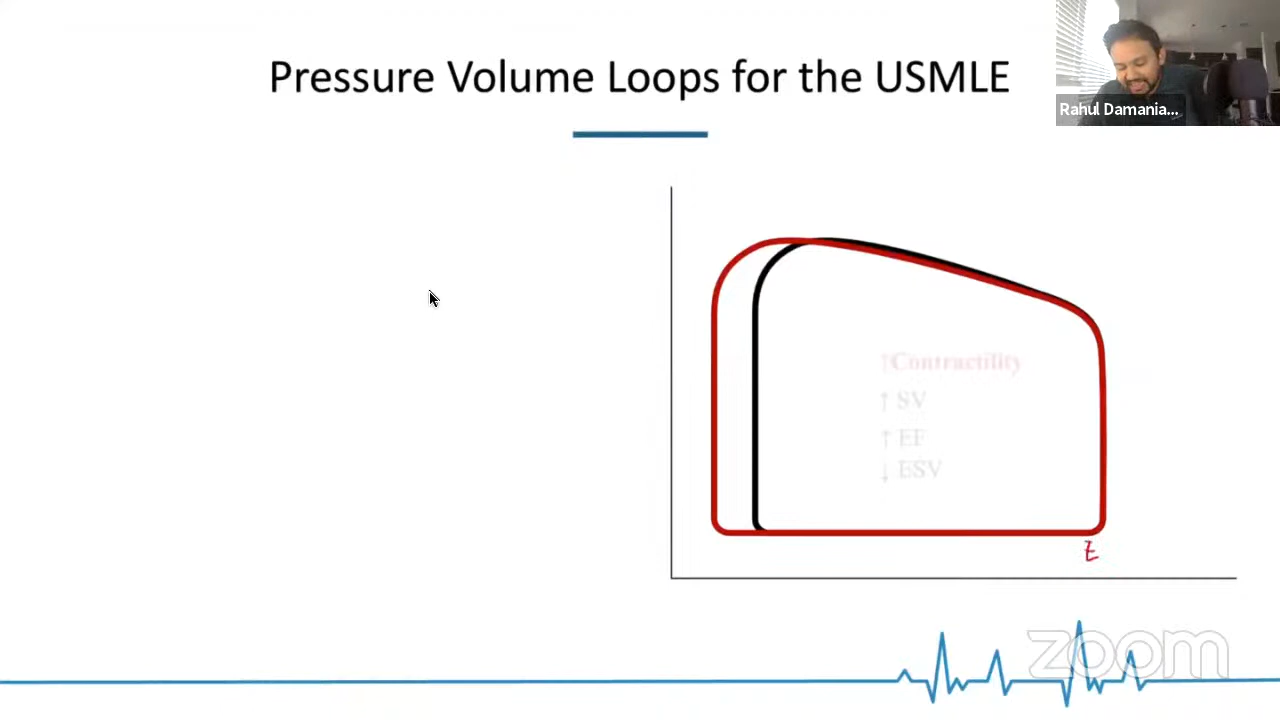 Pressure Volume Loops for the USMLE
Rahul Damania...
↑Contractility
↑ SV
↑ EF
↓ ESV
E
zoom